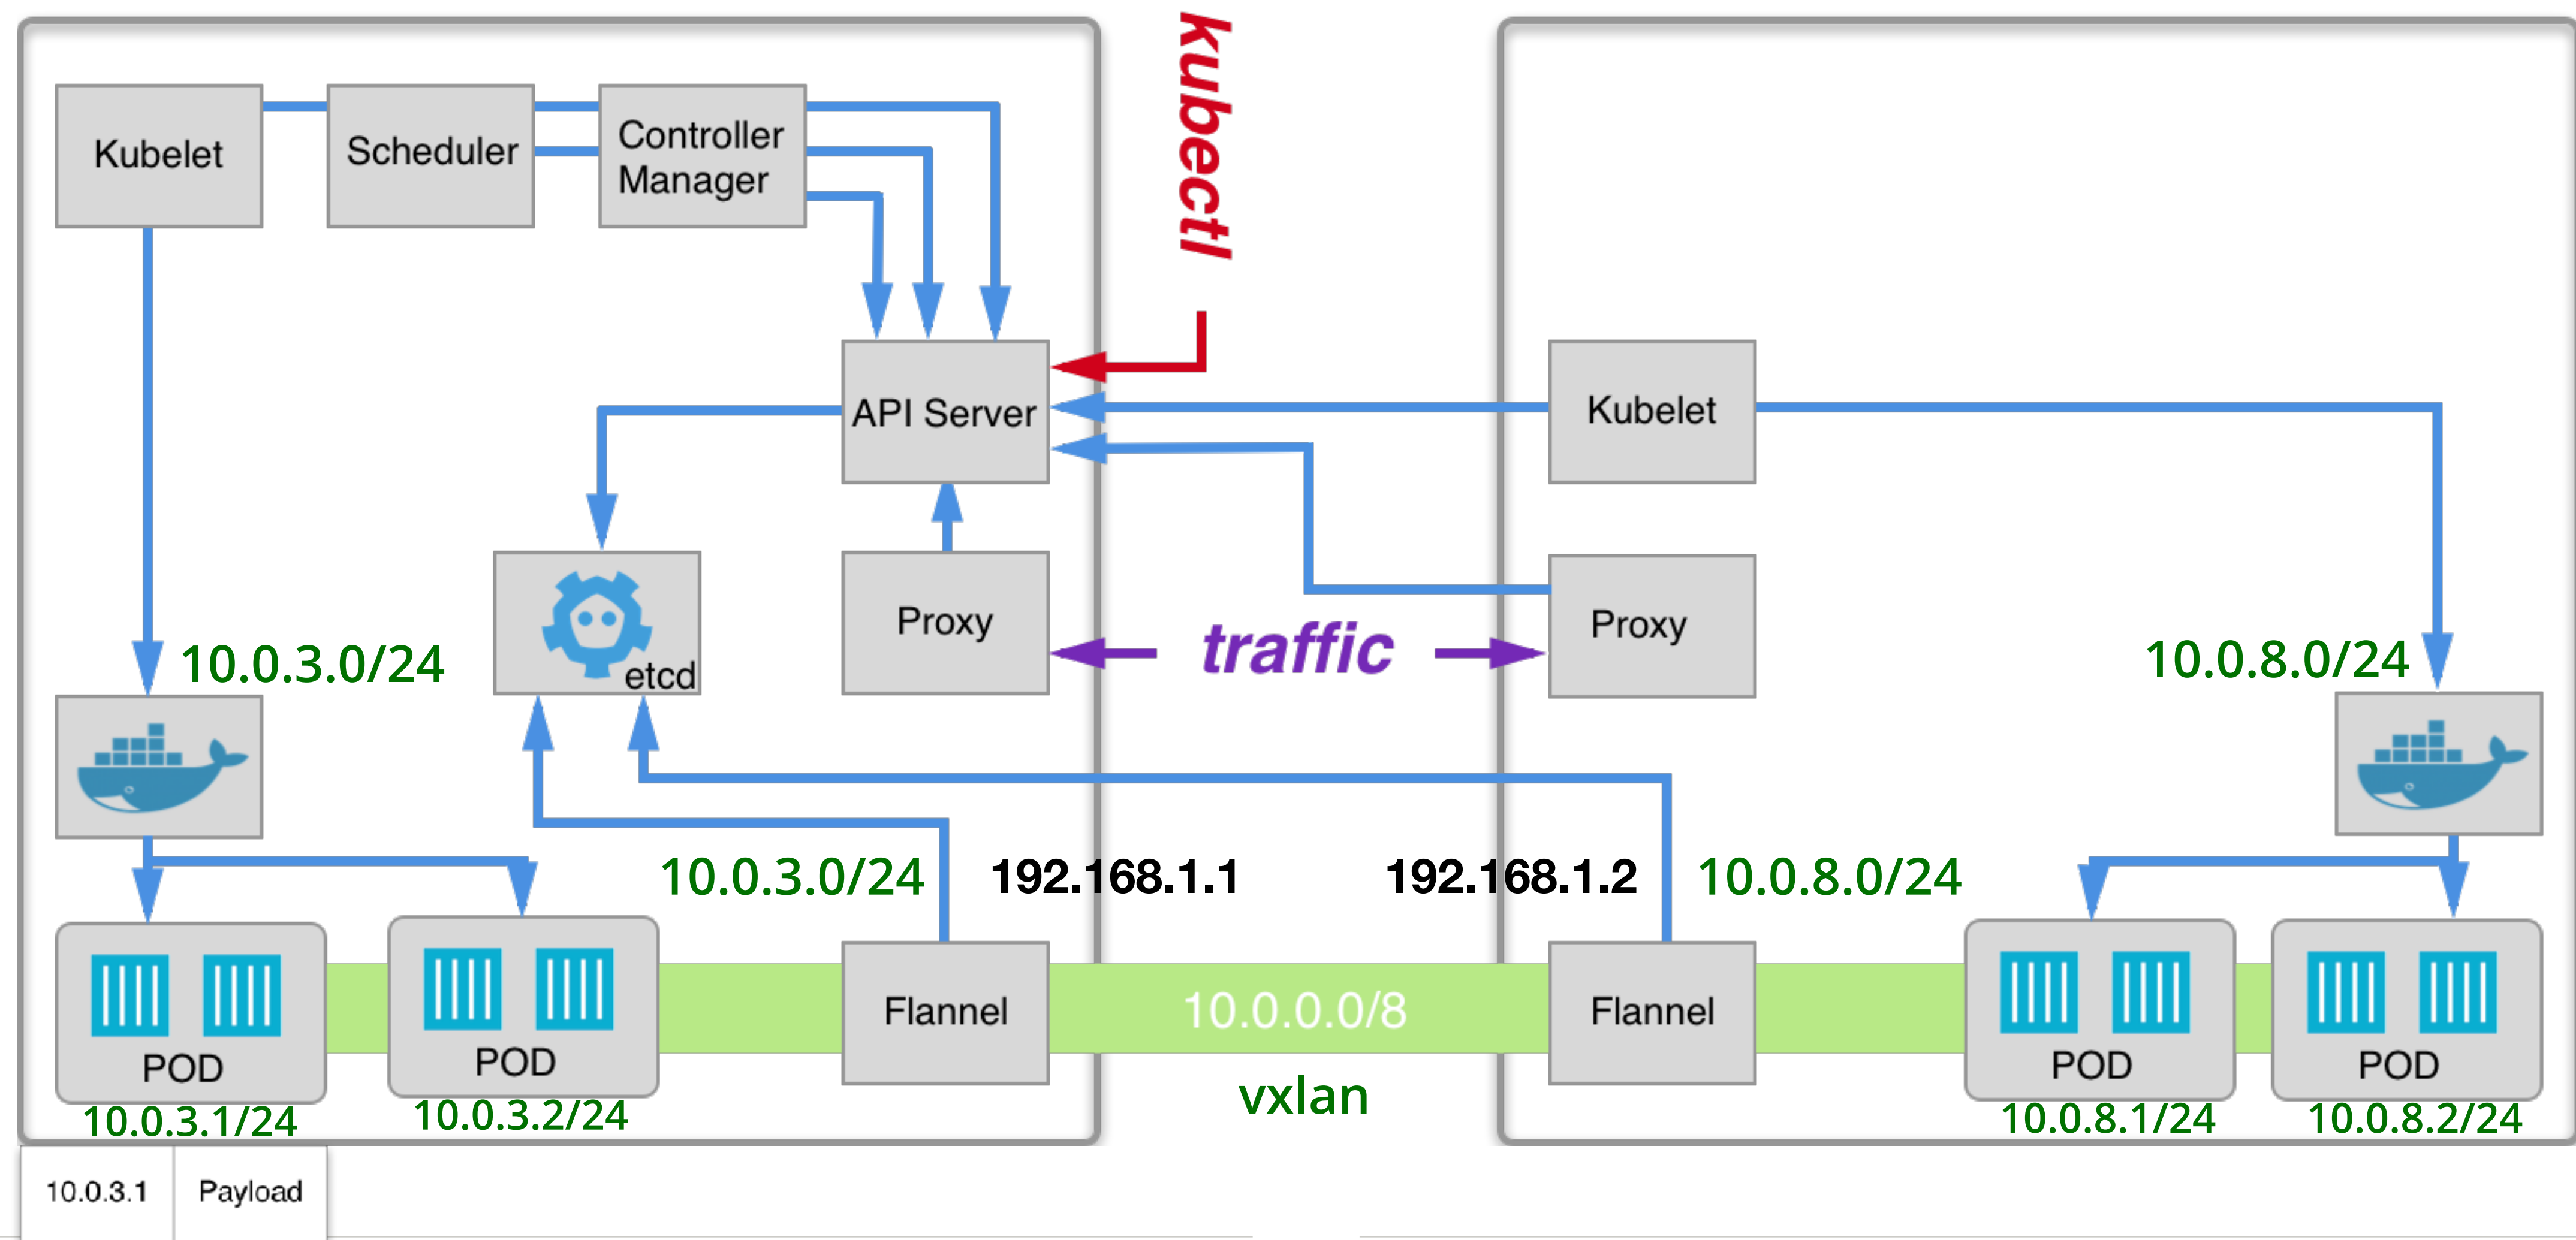 kubectl
Kubelet
Scheduler
Controller
Manager
API Server
Kubelet
etcd
Proxy
traffic
Proxy
10.0.3.0/24
10.0.8.0/24
10.0.3.0/24
192.168.1.1
192.168.1.2
10.0.8.0/24
POD
POD
Flannel
10.0.0.0/8
Flannel
POD
POD
vxlan
10.0.3.1/24
10.0.3.2/24
10.0.8.1/24
10.0.8.2/24
10.0.3.1
Payload